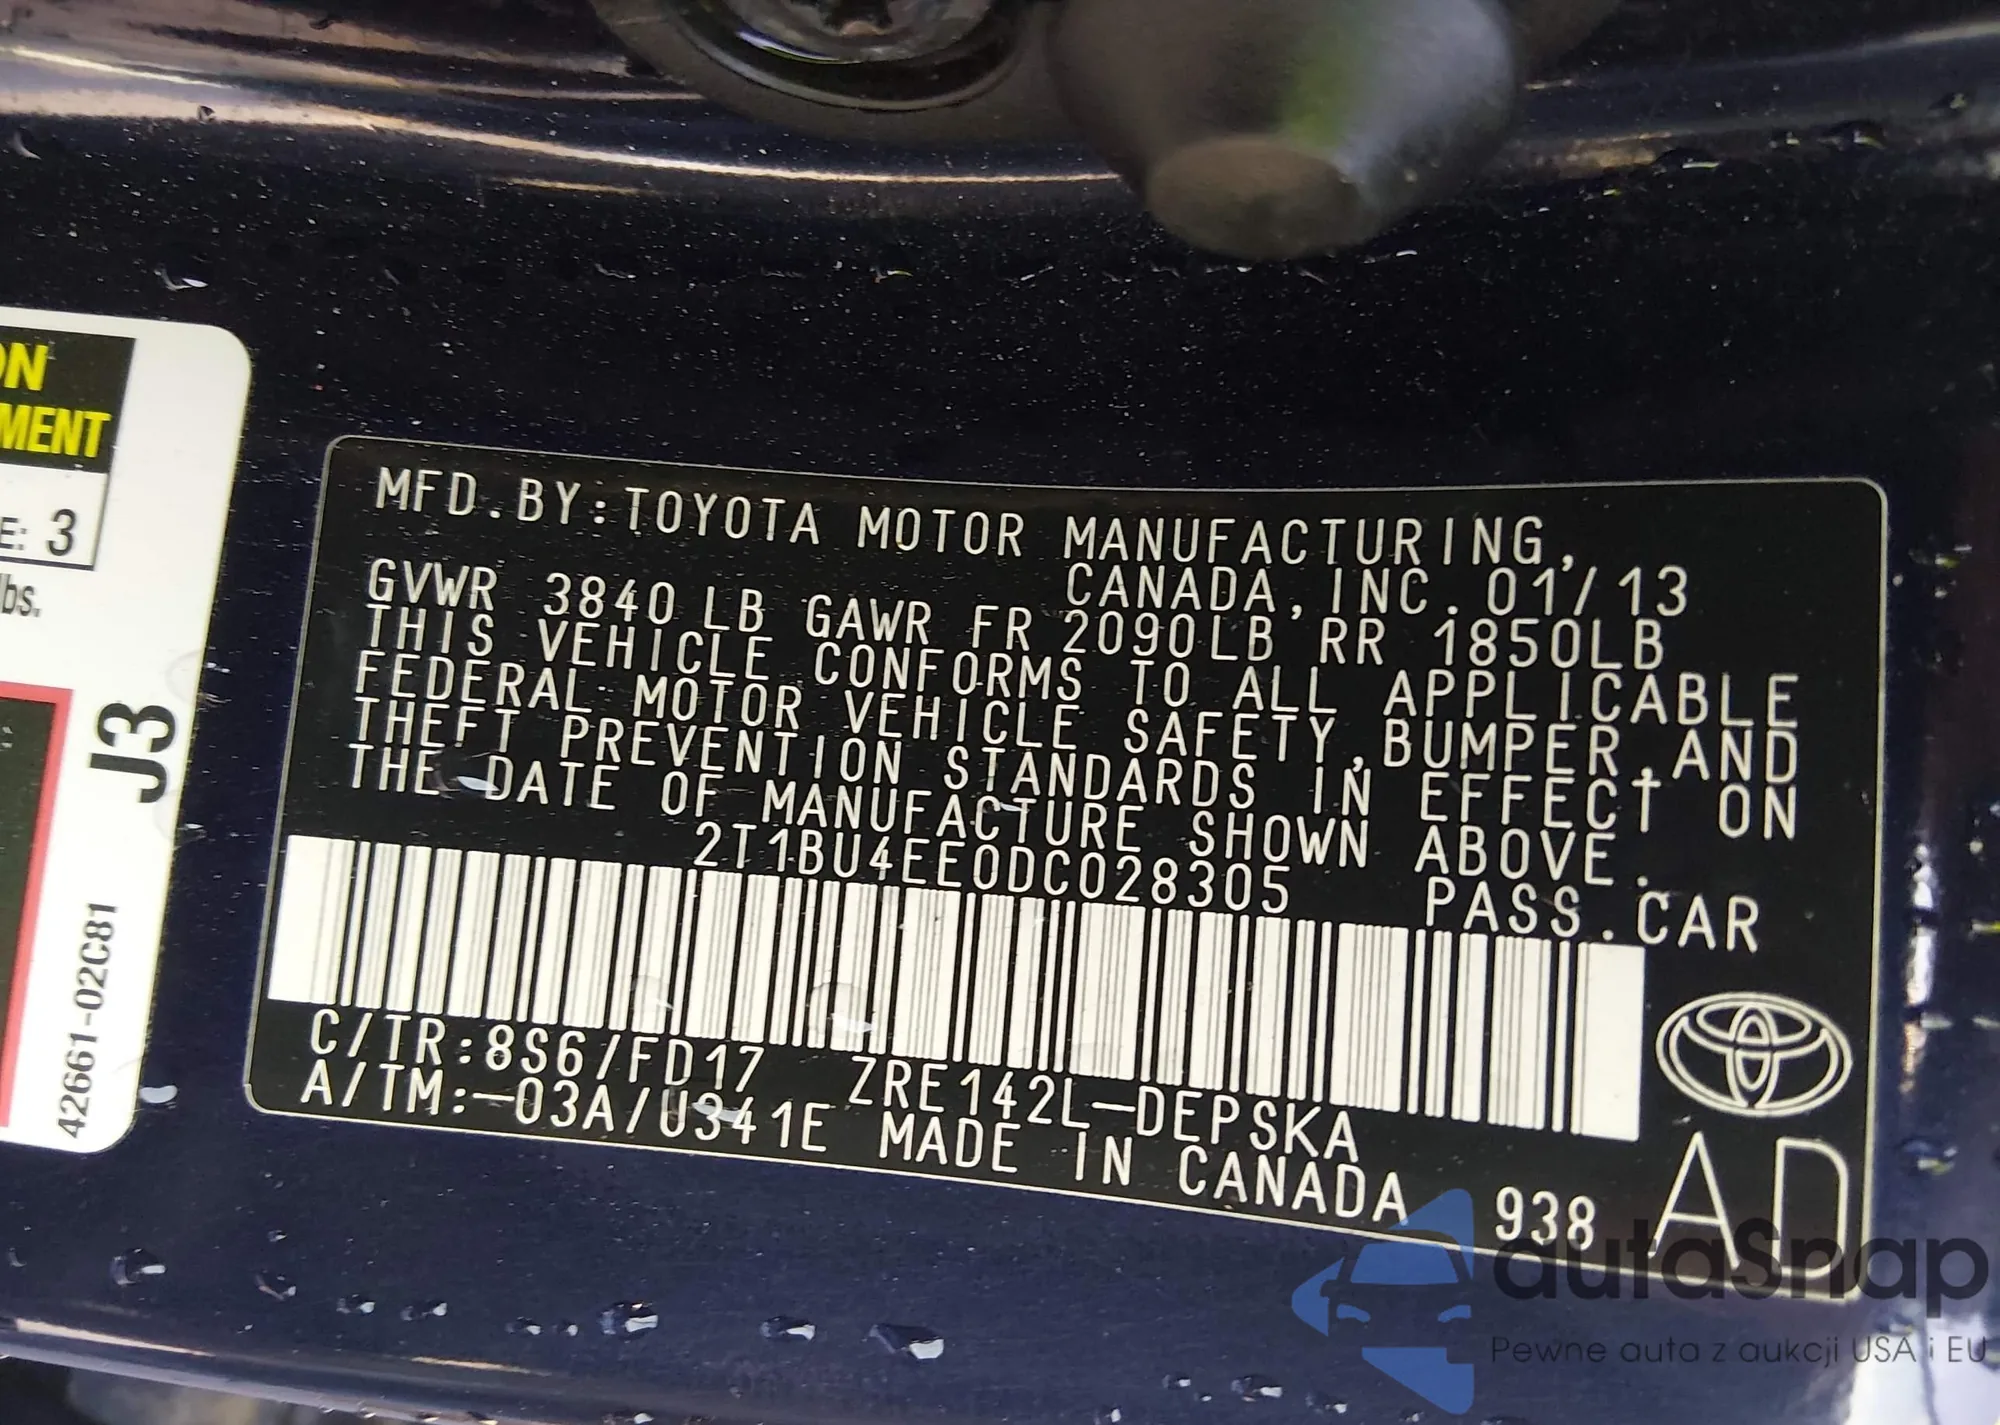 ON
MENT
E: 3
lbs.
J3
42661-02C81
MFD.BY:TOYOTA MOTOR MANUFACTURING,
CANADA,INC.01/13
GVWR 3840 LB GAWR FR 2090LB RR 1850LB
THIS VEHICLE CONFORMS TO ALL APPLICABLE
FEDERAL MOTOR VEHICLE SAFETY,BUMPER,AND
THEFT PREVENTION STANDARDS IN EFFECT ON
THE DATE OF MANUFACTURE SHOWN ABOVE.
2T1BU4EE0DC028305 PASS.CAR
C/TR:8S6/FD17 ZRE142L-DEPSKA
A/TM:-03A/U341E MADE IN CANADA 938
AD
autaSnap
Pewne auta z aukcji USA i EU